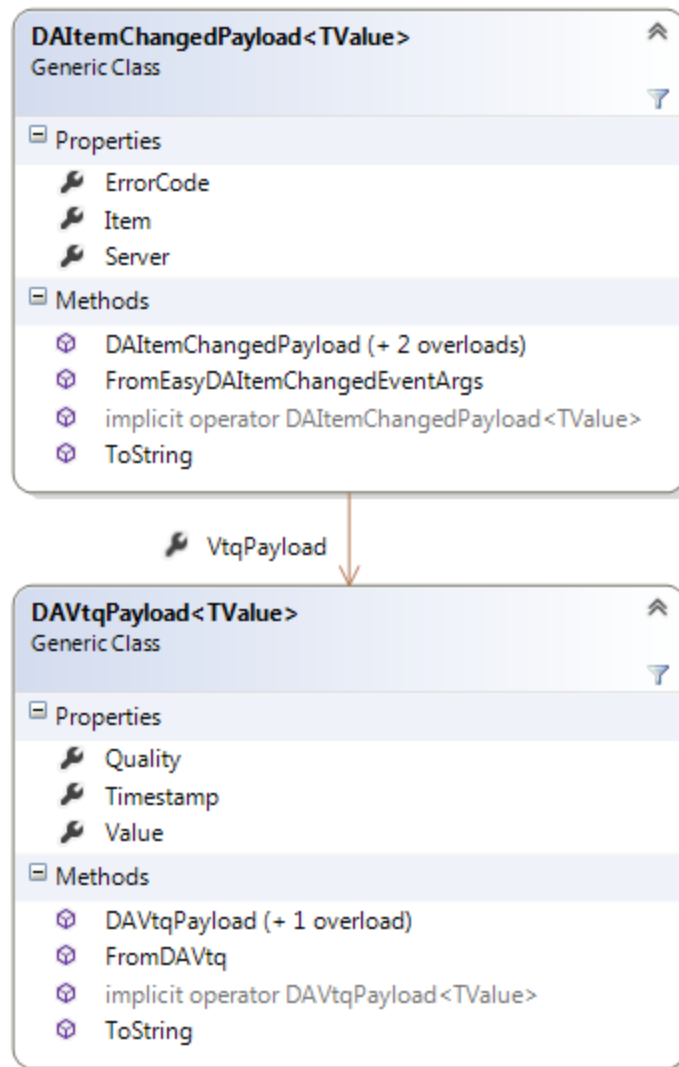 DAItemChangedPayload<TValue>
Generic Class
Properties
ErrorCode
Item
Server
Methods
DAItemChangedPayload (+ 2 overloads)
FromEasyDAItemChangedEventArgs
implicit operator DAItemChangedPayload<TValue>
ToString
VtqPayload
DAVtqPayload<TValue>
Generic Class
Properties
Quality
Timestamp
Value
Methods
DAVtqPayload (+ 1 overload)
FromDAVtq
implicit operator DAVtqPayload<TValue>
ToString